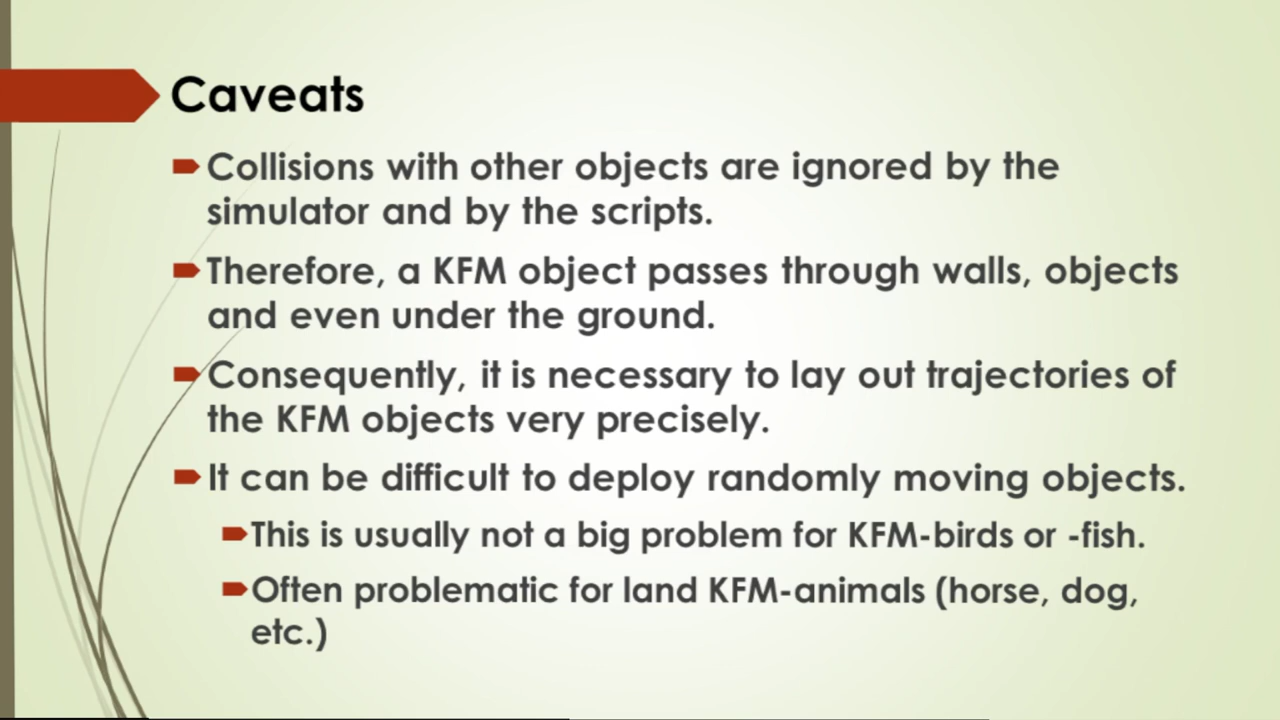 Caveats
Collisions with other objects are ignored by the
simulator and by the scripts.
Therefore, a KFM object passes through walls, objects
and even under the ground.
Consequently, it is necessary to lay out trajectories of
the KFM objects very precisely.
It can be difficult to deploy randomly moving objects.
This is usually not a big problem for KFM-birds or -fish.
Often problematic for land KFM-animals (horse, dog,
etc.)